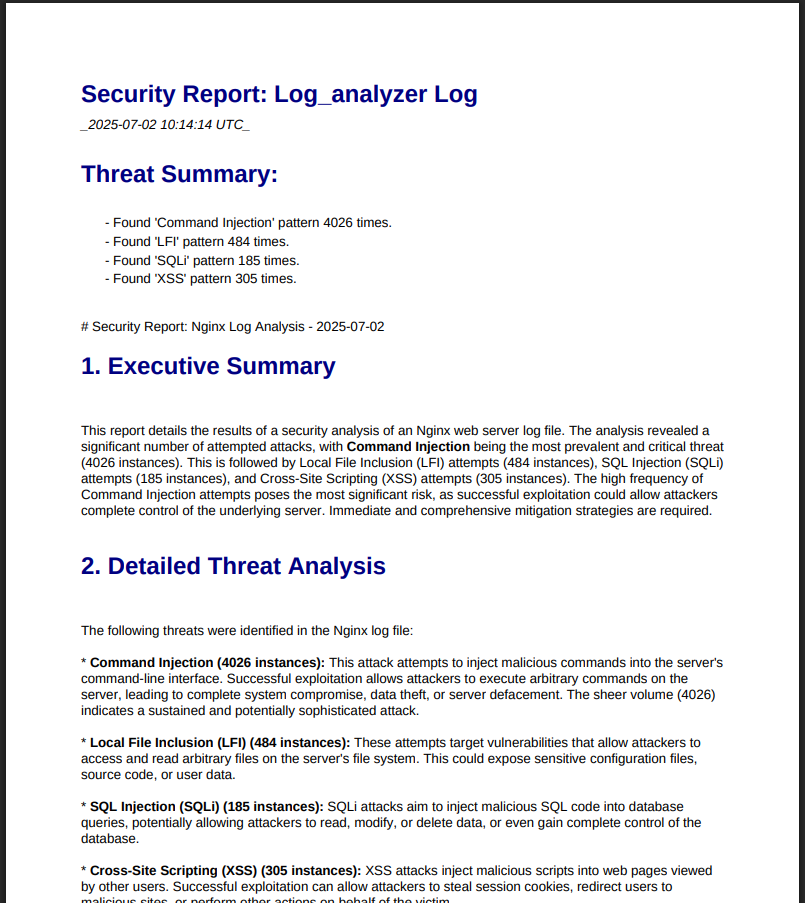 Security Report: Log_analyzer Log
_2025-07-02 10:14:14 UTC_
Threat Summary:
- Found 'Command Injection' pattern 4026 times.
- Found 'LFI' pattern 484 times.
- Found 'SQLi' pattern 185 times.
- Found 'XSS' pattern 305 times.
# Security Report: Nginx Log Analysis - 2025-07-02
1. Executive Summary
This report details the results of a security analysis of an Nginx web server log file. The analysis revealed a
significant number of attempted attacks, with Command Injection being the most prevalent and critical threat
(4026 instances). This is followed by Local File Inclusion (LFI) attempts (484 instances), SQL Injection (SQLi)
attempts (185 instances), and Cross-Site Scripting (XSS) attempts (305 instances). The high frequency of
Command Injection attempts poses the most significant risk, as successful exploitation could allow attackers
complete control of the underlying server. Immediate and comprehensive mitigation strategies are required.
2. Detailed Threat Analysis
The following threats were identified in the Nginx log file:
* Command Injection (4026 instances): This attack attempts to inject malicious commands into the server's
command-line interface. Successful exploitation allows attackers to execute arbitrary commands on the
server, leading to complete system compromise, data theft, or server defacement. The sheer volume (4026)
indicates a sustained and potentially sophisticated attack.
* Local File Inclusion (LFI) (484 instances): These attempts target vulnerabilities that allow attackers to
access and read arbitrary files on the server's file system. This could expose sensitive configuration files,
source code, or user data.
* SQL Injection (SQLi) (185 instances): SQLi attacks aim to inject malicious SQL code into database
queries, potentially allowing attackers to read, modify, or delete data, or even gain complete control of the
database.
* Cross-Site Scripting (XSS) (305 instances): XSS attacks inject malicious scripts into web pages viewed
by other users. Successful exploitation can allow attackers to steal session cookies, redirect users to
malicious sites, or perform other actions on behalf of the victim.